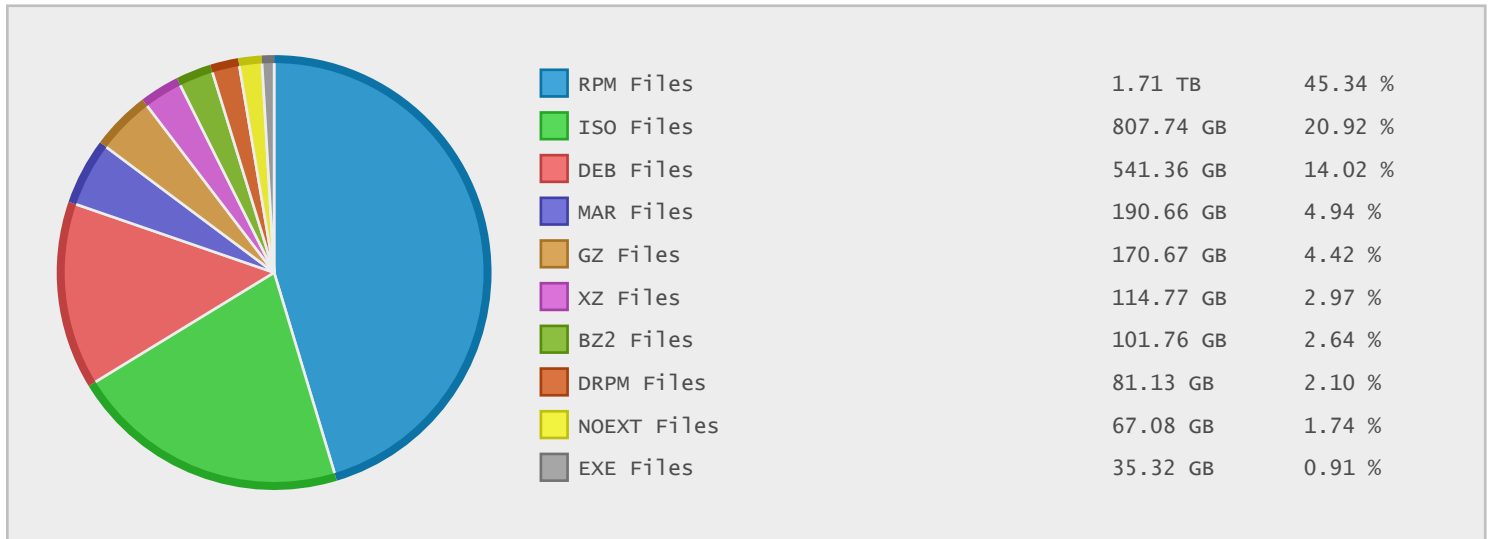 RPM Files 1.71 TB 45.34 %
ISO Files 807.74 GB 20.92 %
DEB Files 541.36 GB 14.02 %
MAR Files 190.66 GB 4.94 %
GZ Files 170.67 GB 4.42 %
XZ Files 114.77 GB 2.97 %
BZ2 Files 101.76 GB 2.64 %
DRPM Files 81.13 GB 2.10 %
NOEXT Files 67.08 GB 1.74 %
EXE Files 35.32 GB 0.91 %